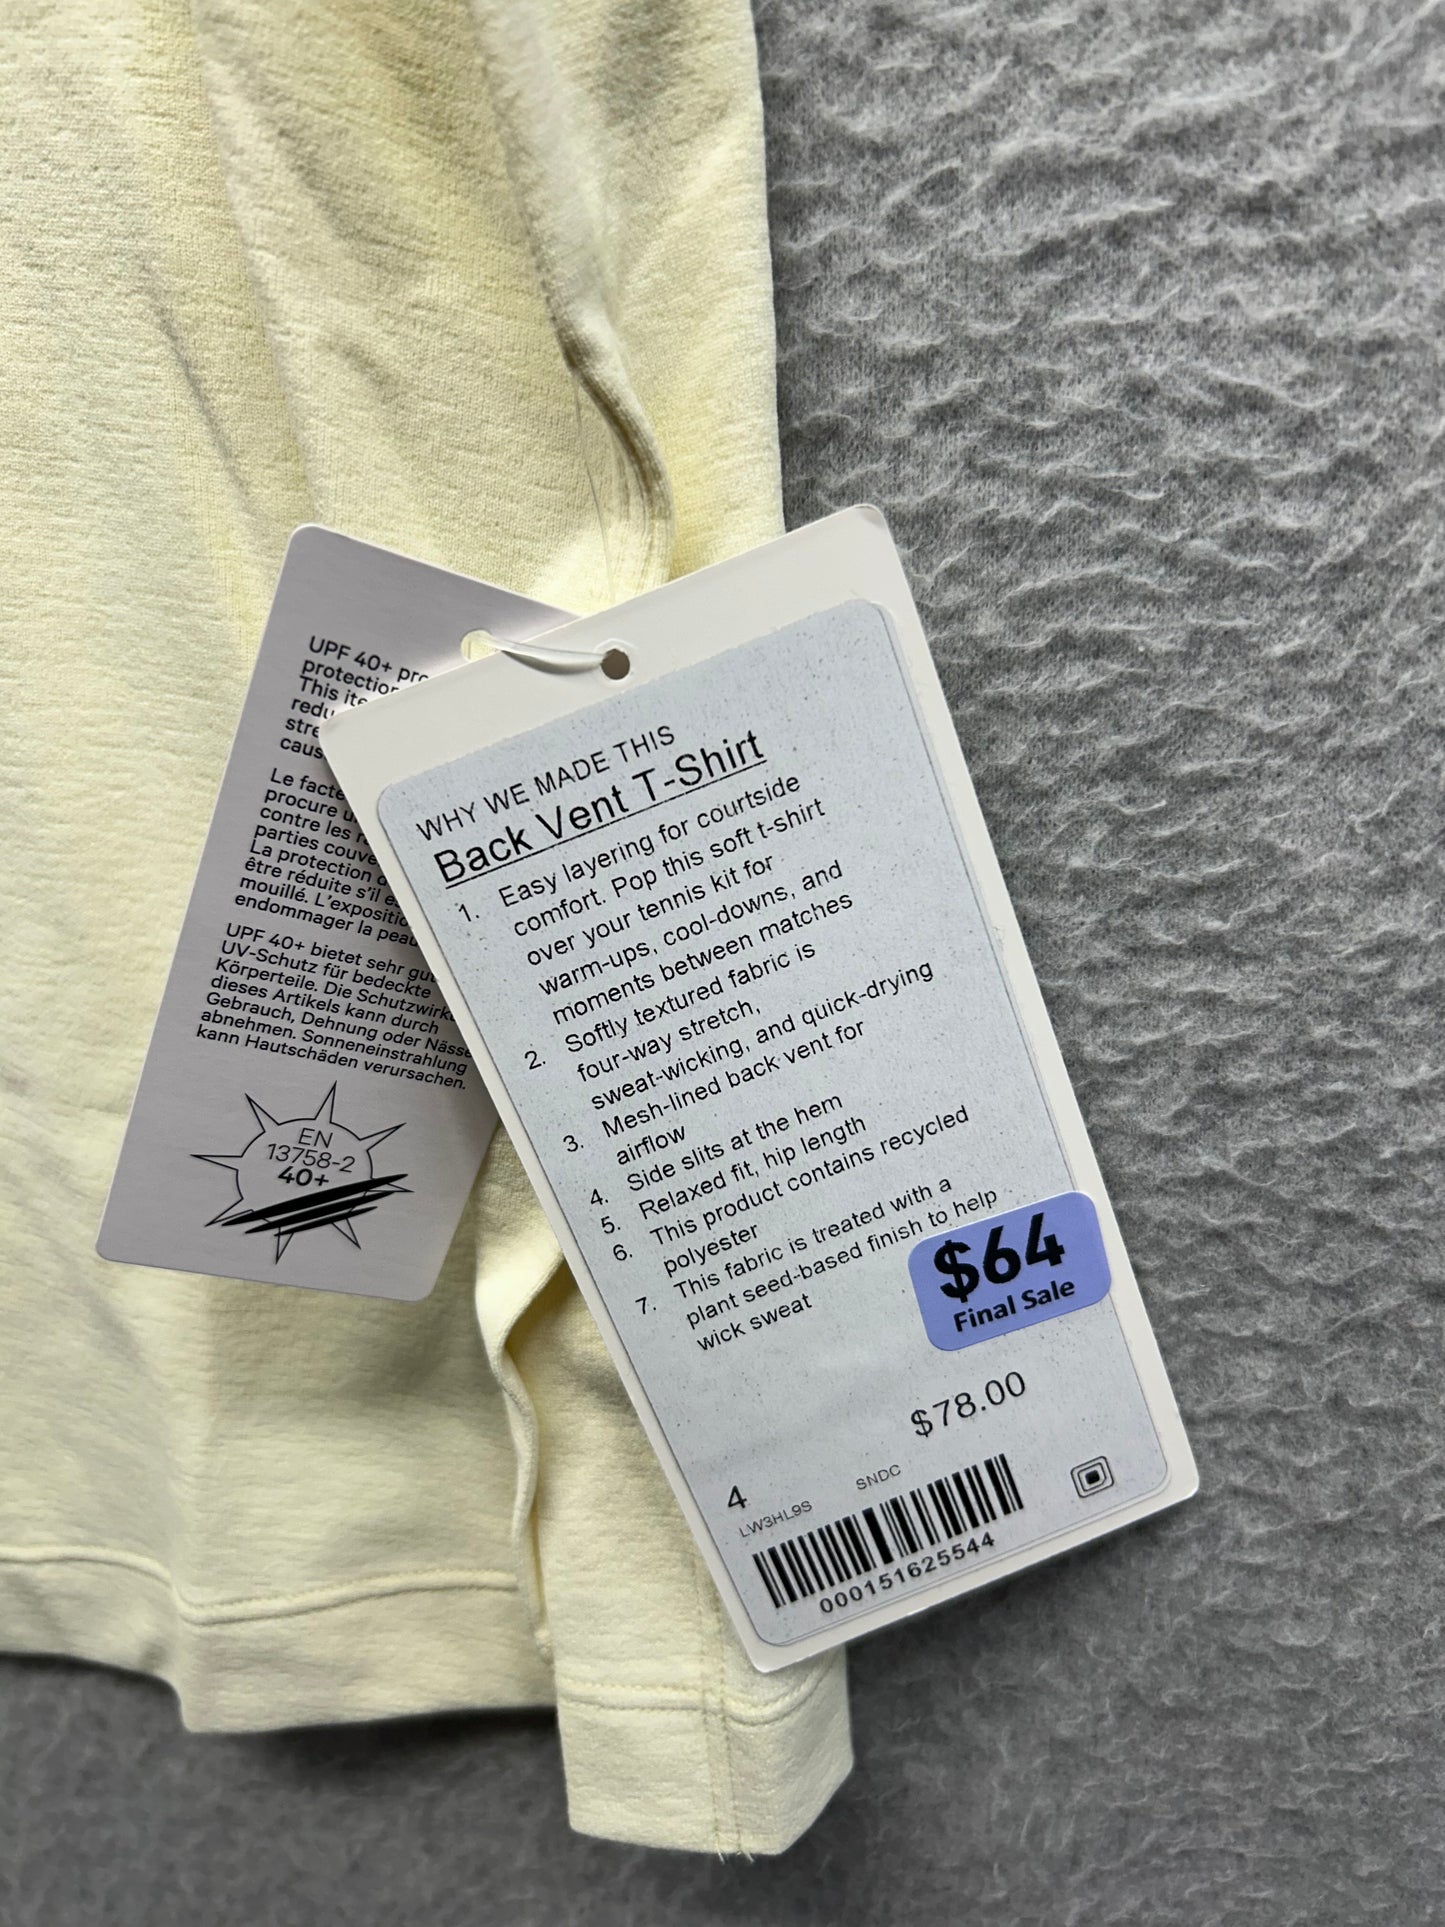 UPF 40+
protection
This
caus
Le
procure
contre les
parties
La protection
être réduite s'il
mouillé. L'exposition
endommager la peau
UPF 40+ bietet sehr
UV-Schutz für bedeckte
Körperteile. Die
dieses Artikels kann durch
Gebrauch, Dehnung oder Nässe
abnehmen. Sonneneinstrahlung
kann Hautschäden verursachen.
EN
13758-2
40+
WHY WE MADE THIS
Back Vent T-Shirt
1. Easy layering for courtside
comfort. Pop this soft t-shirt
over your tennis kit for
warm-ups, cool-downs, and
moments between matches
2. Softly textured fabric is
four-way stretch,
sweat-wicking, and quick-drying
3. Mesh-lined back vent for
airflow
4. Side slits at the hem
5. Relaxed fit, hip length
6. This product contains recycled
polyester
7. This fabric is treated with a
plant seed-based finish to help
wick sweat
$64
Final Sale
$78.00
4
SNDC
LW3HL9S
000151625544